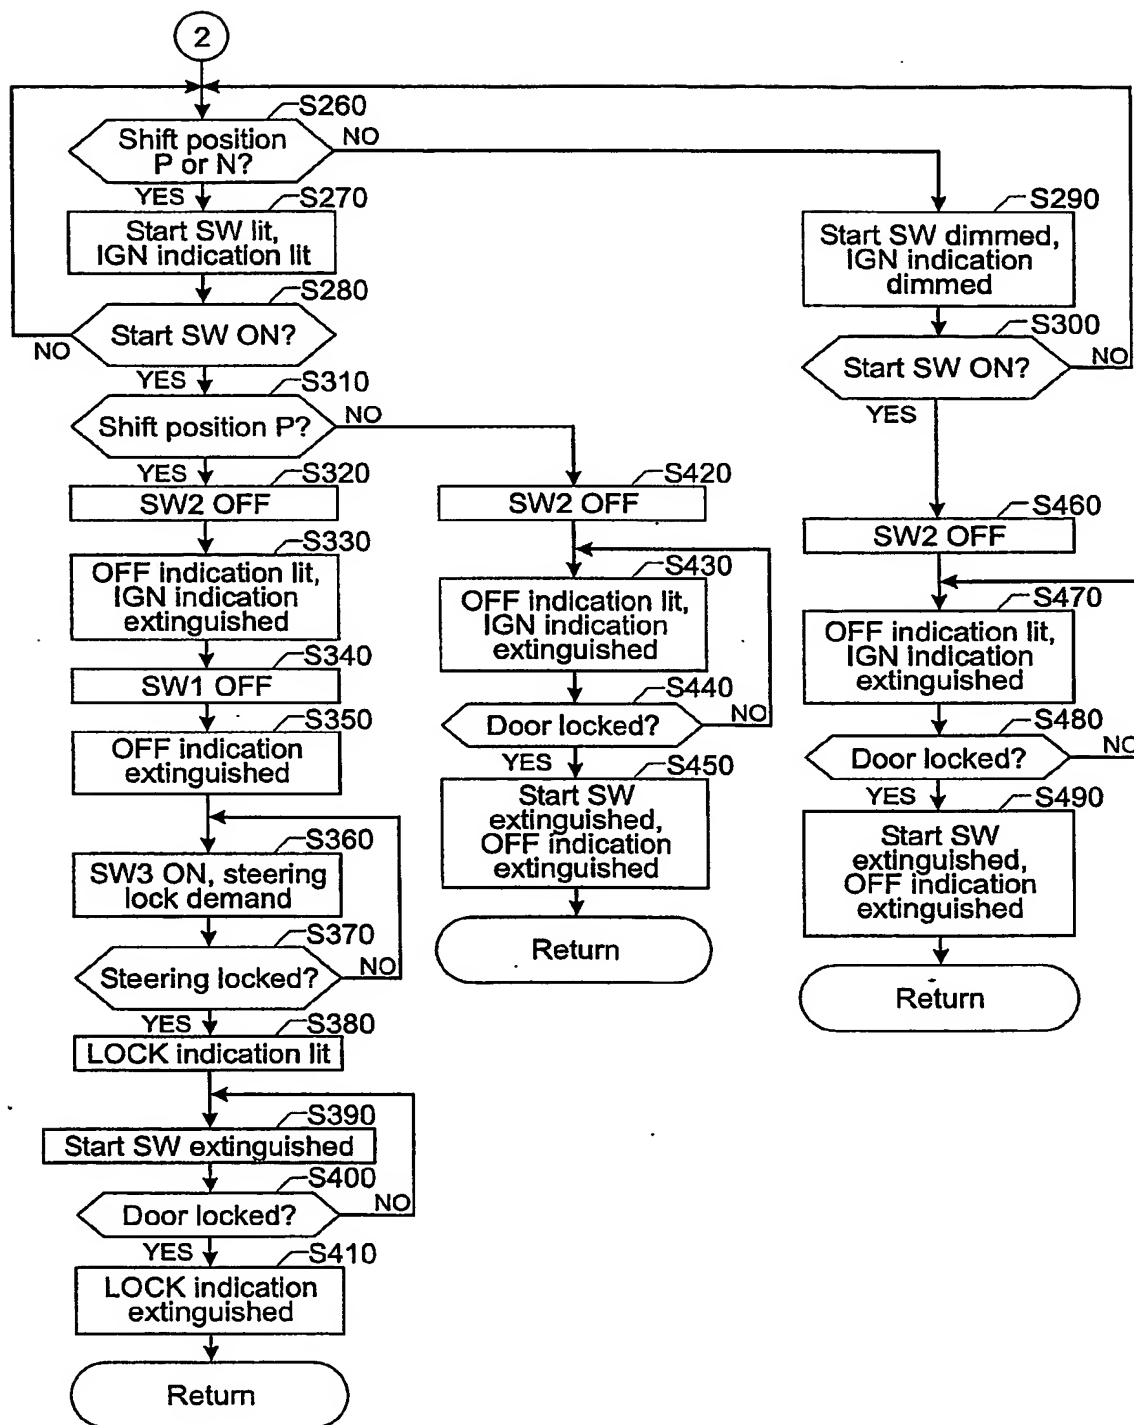 2
S260
Shift position
P or N?
NO
YES
S270
Start SW lit,
IGN indication lit
S280
Start SW ON?
NO
YES
S290
Start SW dimmed,
IGN indication
dimmed
S300
Start SW ON?
NO
YES
S310
Shift position P?
NO
YES
S320
SW2 OFF
S330
OFF indication lit,
IGN indication
extinguished
S340
SW1 OFF
S350
OFF indication
extinguished
S360
SW3 ON, steering
lock demand
S370
Steering locked?
NO
YES
S380
LOCK indication lit
S390
Start SW extinguished
S400
Door locked?
NO
YES
S410
LOCK indication
extinguished
Return
S420
SW2 OFF
S430
OFF indication lit,
IGN indication
extinguished
S440
Door locked?
NO
YES
S450
Start SW
extinguished,
OFF indication
extinguished
Return
S460
SW2 OFF
S470
OFF indication lit,
IGN indication
extinguished
S480
Door locked?
NO
YES
S490
Start SW
extinguished,
OFF indication
extinguished
Return